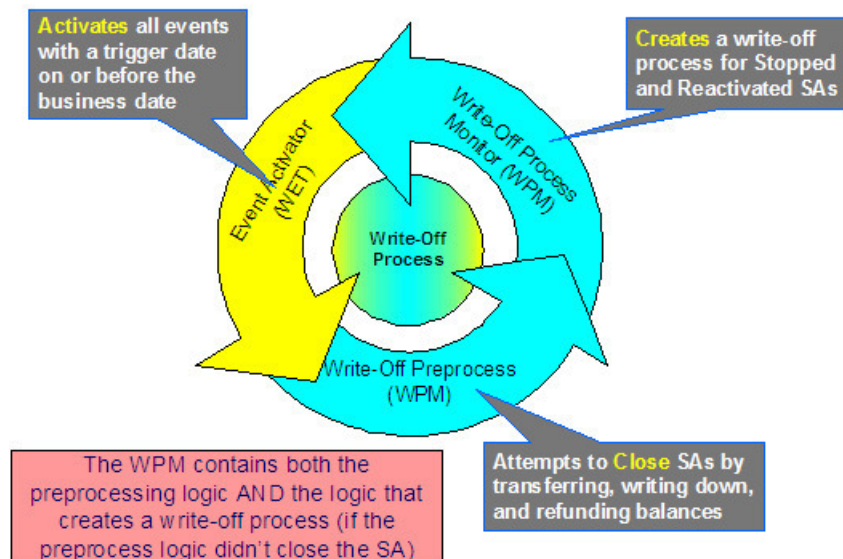 Activates all events
with a trigger date
on or before the
business date
Creates a write-off
process for Stopped
and Reactivated SAs
Write-Off Process
Monitor (WPM)
Event Activator
(WET)
Write-Off
Process
Write-Off Preprocess
(WPM)
Attempts to Close SAs by
transferring, writing down,
and refunding balances
The WPM contains both the
preprocessing logic AND the logic that
creates a write-off process (if the
preprocess logic didn't close the SA)